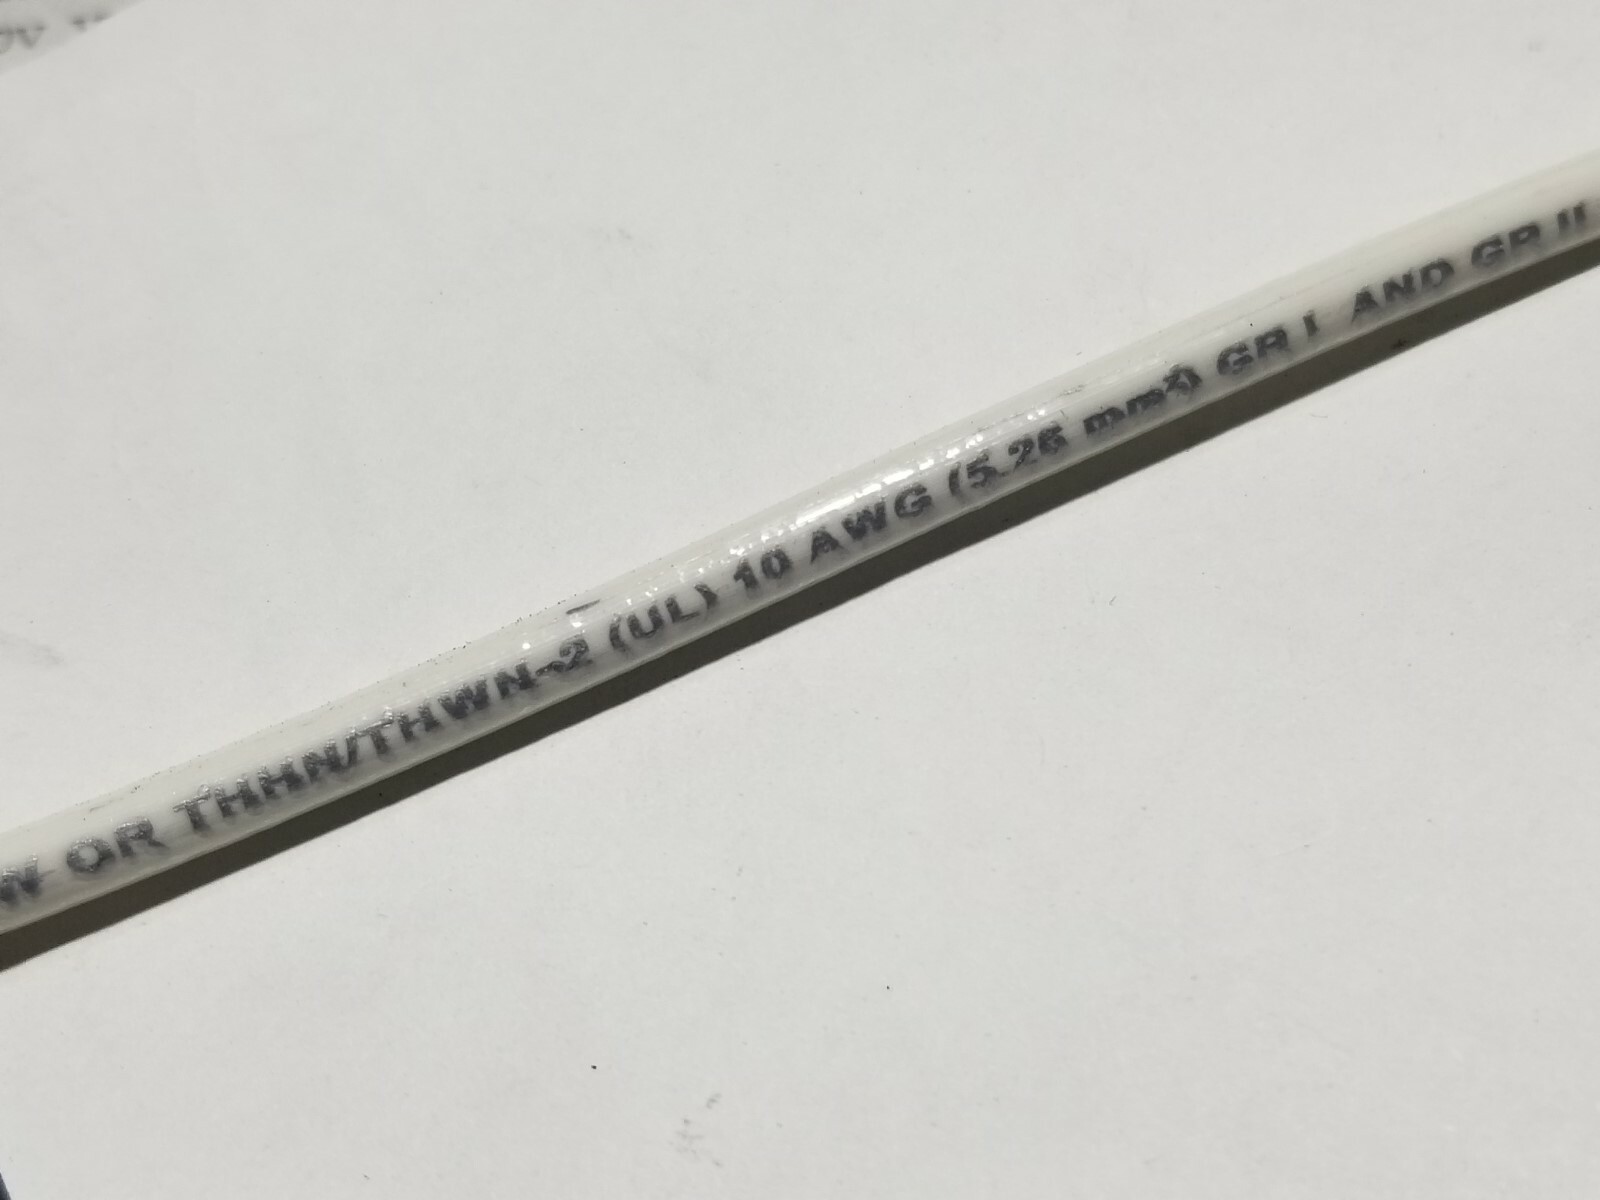 W OR THHN/THWN-2 (UL) 10 AWG (5.26 mm²) GR I AND GR II